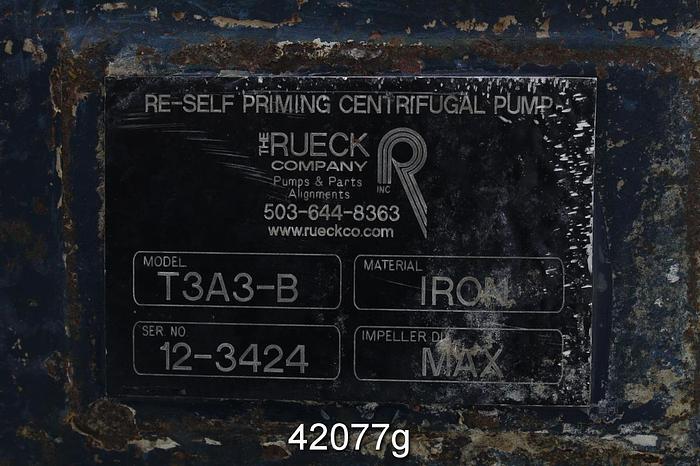 RE-SELF PRIMING CENTRIFUGAL PUMP
THE RUECK
COMPANY
R
INC
Pumps & Parts
Alignments
503-644-8363
www.rueckco.com
MODEL
T3A3-B
MATERIAL
IRON
SER. NO
12-3424
IMPELLER
MAX
42077g